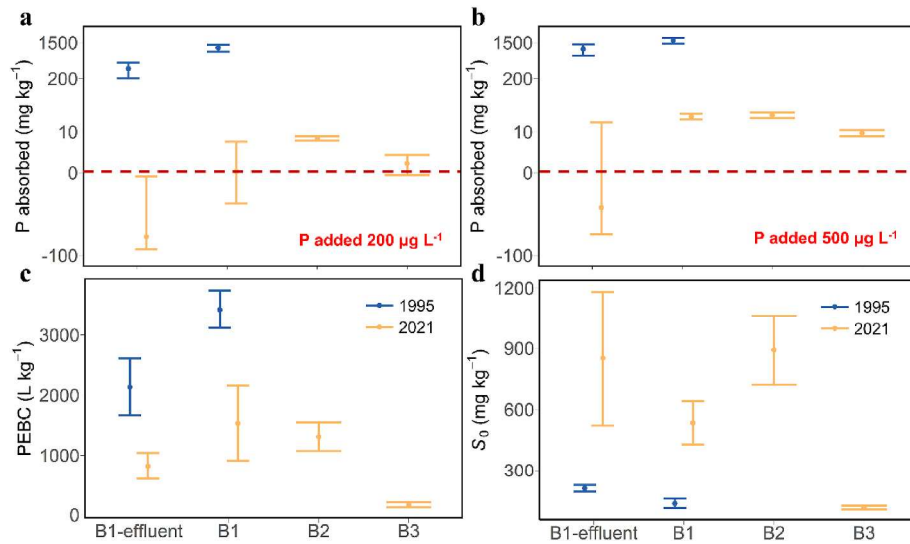 a
P absorbed (mg kg⁻¹)
1500
200
10
0
-100
P added 200 µg L⁻¹
b
P absorbed (mg kg⁻¹)
1500
200
10
0
-100
P added 500 µg L⁻¹
c
PEBC (L kg⁻¹)
3000
2000
1000
0
1995
2021
B1-effluent B1 B2 B3
d
S₀ (mg kg⁻¹)
1200
900
600
300
1995
2021
B1-effluent B1 B2 B3